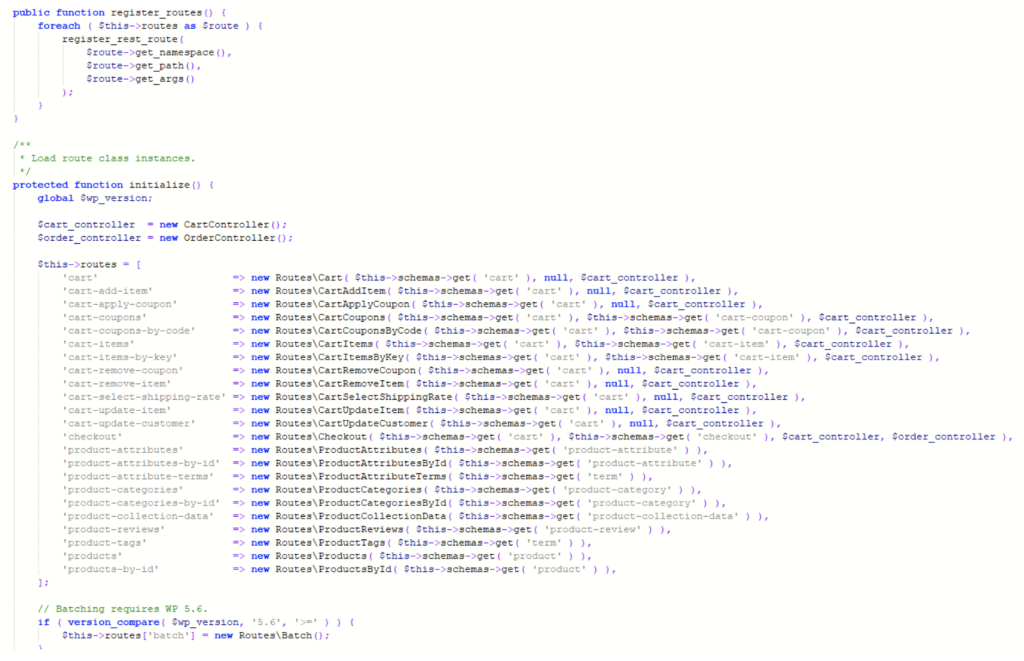 public function register_routes() {
    foreach ( $this->routes as $route ) {
        register_rest_route(
            $route->get_namespace(),
            $route->get_path(),
            $route->get_args()
        );
    }
}

/**
 * Load route class instances.
 */
protected function initialize() {
    global $wp_version;

    $cart_controller  = new CartController();
    $order_controller = new OrderController();

    $this->routes = [
        'cart'                      => new Routes\Cart( $this->schemas->get( 'cart' ), null, $cart_controller ),
        'cart-add-item'             => new Routes\CartAddItem( $this->schemas->get( 'cart' ), null, $cart_controller ),
        'cart-apply-coupon'         => new Routes\CartApplyCoupon( $this->schemas->get( 'cart' ), null, $cart_controller ),
        'cart-coupons'              => new Routes\CartCoupons( $this->schemas->get( 'cart' ), $this->schemas->get( 'cart-coupon' ), $cart_controller ),
        'cart-coupons-by-code'      => new Routes\CartCouponsByCode( $this->schemas->get( 'cart' ), $this->schemas->get( 'cart-coupon' ), $cart_controller ),
        'cart-items'                => new Routes\CartItems( $this->schemas->get( 'cart' ), $this->schemas->get( 'cart-item' ), $cart_controller ),
        'cart-items-by-key'         => new Routes\CartItemsByKey( $this->schemas->get( 'cart' ), $this->schemas->get( 'cart-item' ), $cart_controller ),
        'cart-remove-coupon'        => new Routes\CartRemoveCoupon( $this->schemas->get( 'cart' ), null, $cart_controller ),
        'cart-remove-item'          => new Routes\CartRemoveItem( $this->schemas->get( 'cart' ), null, $cart_controller ),
        'cart-select-shipping-rate' => new Routes\CartSelectShippingRate( $this->schemas->get( 'cart' ), null, $cart_controller ),
        'cart-update-item'          => new Routes\CartUpdateItem( $this->schemas->get( 'cart' ), null, $cart_controller ),
        'cart-update-customer'      => new Routes\CartUpdateCustomer( $this->schemas->get( 'cart' ), null, $cart_controller ),
        'checkout'                  => new Routes\Checkout( $this->schemas->get( 'cart' ), $this->schemas->get( 'checkout' ), $cart_controller, $order_controller ),
        'product-attributes'        => new Routes\ProductAttributes( $this->schemas->get( 'product-attribute' ) ),
        'product-attributes-by-id'  => new Routes\ProductAttributesById( $this->schemas->get( 'product-attribute' ) ),
        'product-attribute-terms'   => new Routes\ProductAttributeTerms( $this->schemas->get( 'term' ) ),
        'product-categories'        => new Routes\ProductCategories( $this->schemas->get( 'product-category' ) ),
        'product-categories-by-id'  => new Routes\ProductCategoriesById( $this->schemas->get( 'product-category' ) ),
        'product-collection-data'   => new Routes\ProductCollectionData( $this->schemas->get( 'product-collection-data' ) ),
        'product-reviews'           => new Routes\ProductReviews( $this->schemas->get( 'product-review' ) ),
        'product-tags'              => new Routes\ProductTags( $this->schemas->get( 'term' ) ),
        'products'                  => new Routes\Products( $this->schemas->get( 'product' ) ),
        'products-by-id'            => new Routes\ProductsById( $this->schemas->get( 'product' ) ),
    ];

    // Batching requires WP 5.6.
    if ( version_compare( $wp_version, '5.6', '>=' ) ) {
        $this->routes['batch'] = new Routes\Batch();
    }